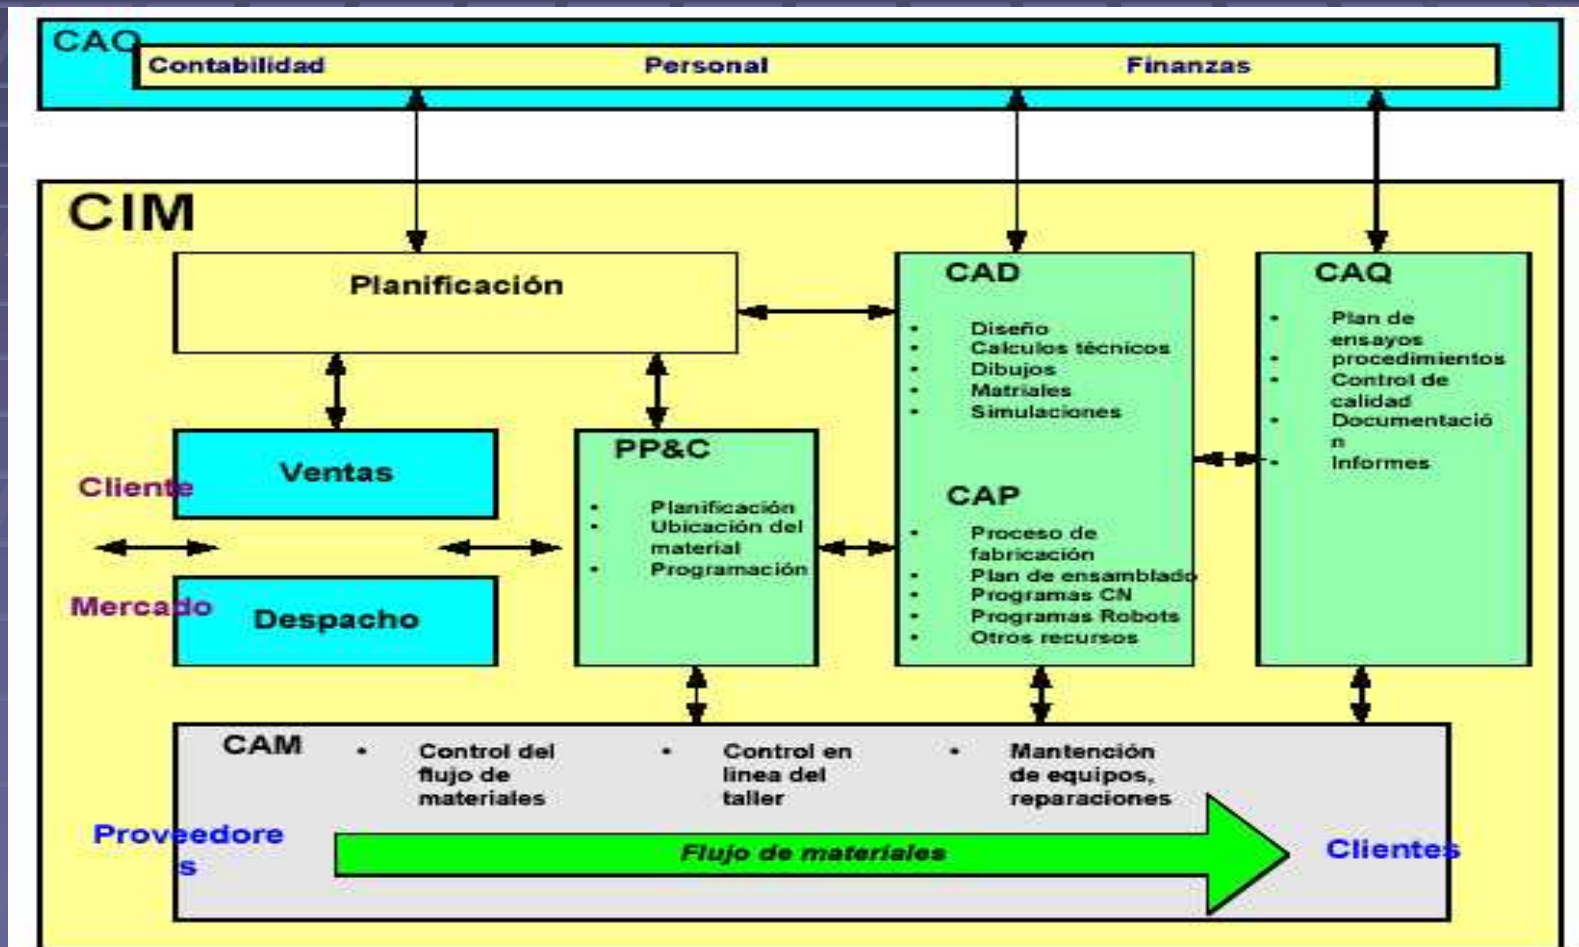 CAO
Contabilidad
Personal
Finanzas
CIM
Planificación
Ventas
Cliente
Mercado
Despacho
PP&C
• Planificación
• Ubicación del
material
• Programación
CAD
• Diseño
• Calculos técnicos
• Dibujos
• Matriales
• Simulaciones
CAP
• Proceso de
fabricación
• Plan de ensamblado
• Programas CN
• Programas Robots
• Otros recursos
CAQ
• Plan de
ensayos
• procedimientos
• Control de
calidad
• Documentació
n
• Informes
CAM
• Control del
flujo de
materiales
• Control en
linea del
taller
• Mantención
de equipos,
reparaciones
Proveedore
s
Flujo de materiales
Clientes